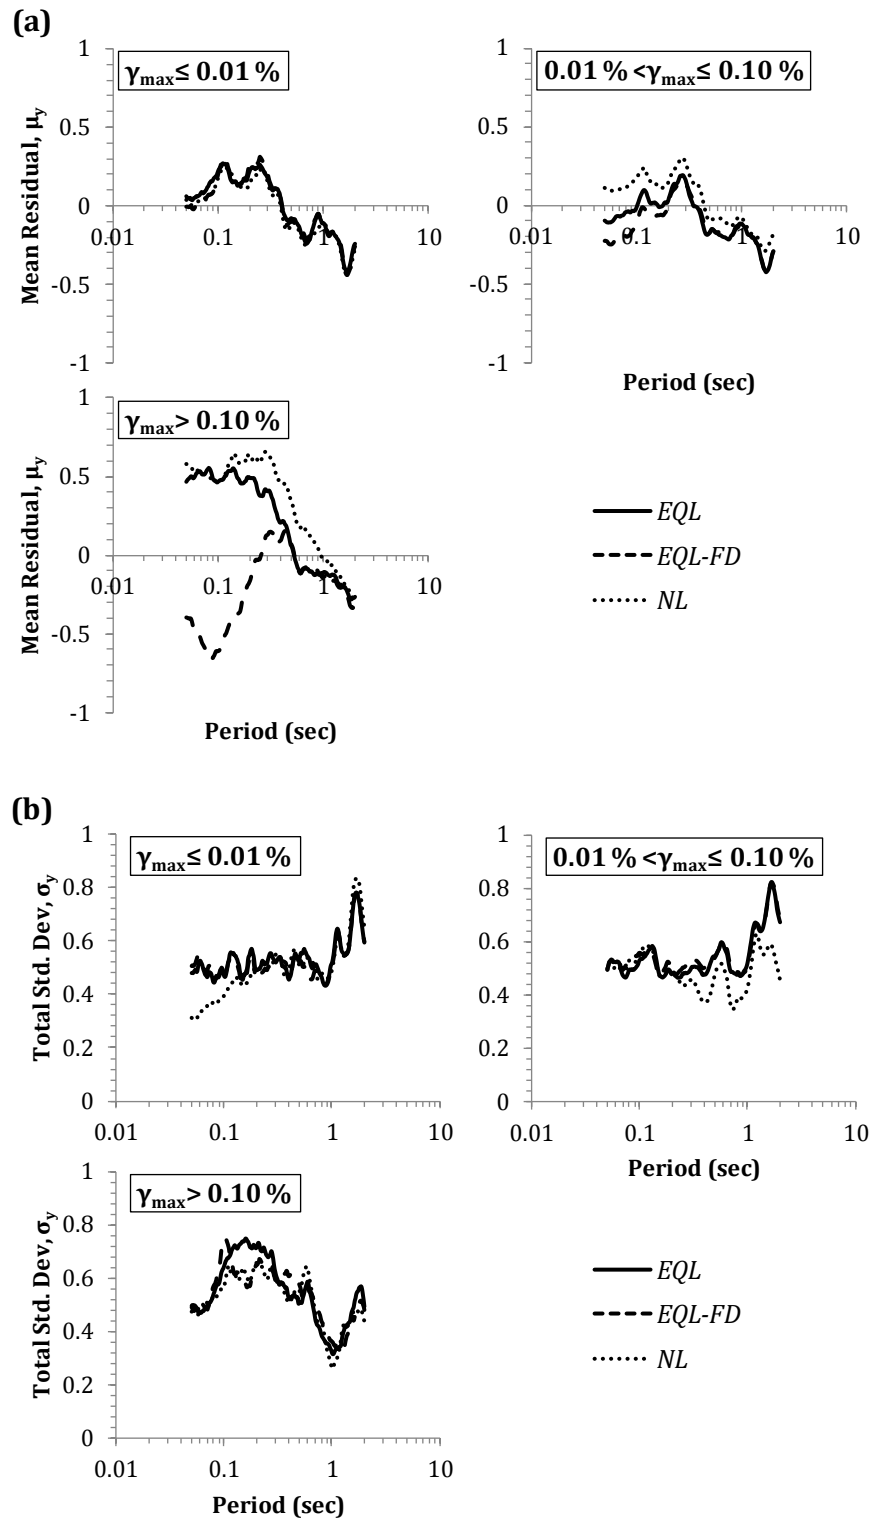 (a)
γmax≤ 0.01 %
Mean Residual, μy
1
0.5
0
-0.5
-1
0.01
0.1
1
10
0.01 % <γmax≤ 0.10 %
1
0.5
0
-0.5
-1
0.01
0.1
1
10
Period (sec)
γmax> 0.10 %
Mean Residual, μy
1
0.5
0
-0.5
-1
0.01
0.1
1
10
Period (sec)
EQL
EQL-FD
NL
(b)
γmax≤ 0.01 %
Total Std. Dev, σy
1
0.8
0.6
0.4
0.2
0
0.01
0.1
1
10
0.01 % <γmax≤ 0.10 %
1
0.8
0.6
0.4
0.2
0
0.01
0.1
1
10
Period (sec)
γmax> 0.10 %
Total Std. Dev, σy
1
0.8
0.6
0.4
0.2
0
0.01
0.1
1
10
Period (sec)
EQL
EQL-FD
NL